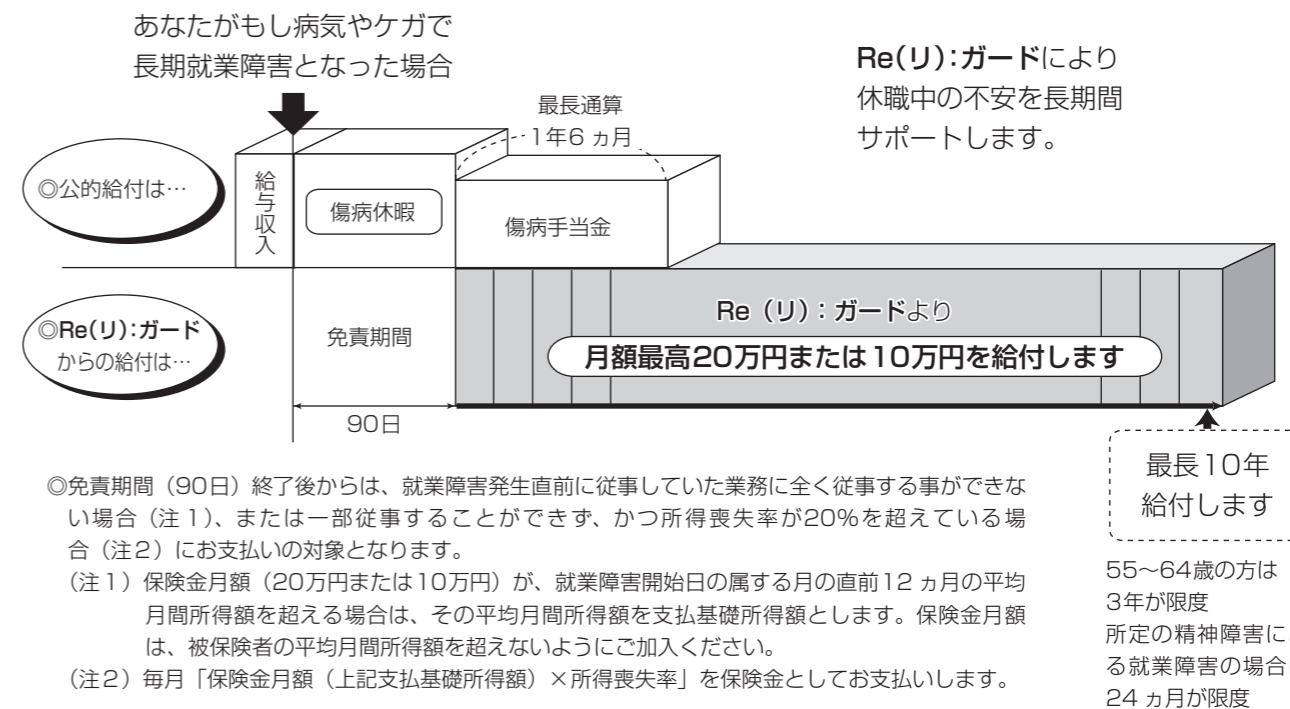 あなたがもし病気やケガで
長期就業障害となった場合
Re(リ):ガードにより
休職中の不安を長期間
サポートします。
最長通算
1年6ヵ月
◎公的給付は…
給与収入
傷病休暇
傷病手当金
◎Re(リ):ガード
からの給付は…
免責期間
Re(リ):ガードより
月額最高20万円または10万円を給付します
90日
最長10年
給付します
◎免責期間(90日)終了後からは、就業障害発生直前に従事していた業務に全く従事する事ができな
い場合(注1)、または一部従事することができず、かつ所得喪失率が20%を超えている場
合(注2)にお支払いの対象となります。
(注1)保険金月額(20万円または10万円)が、就業障害開始日の属する月の直前12ヵ月の平均
月間所得額を超える場合は、その平均月間所得額を支払基礎所得額とします。保険金月額
は、被保険者の平均月間所得額を超えないようにご加入ください。
(注2)毎月「保険金月額(上記支払基礎所得額)×所得喪失率」を保険金としてお支払いします。
55〜64歳の方は
3年が限度
所定の精神障害に
る就業障害の場合
24ヵ月が限度